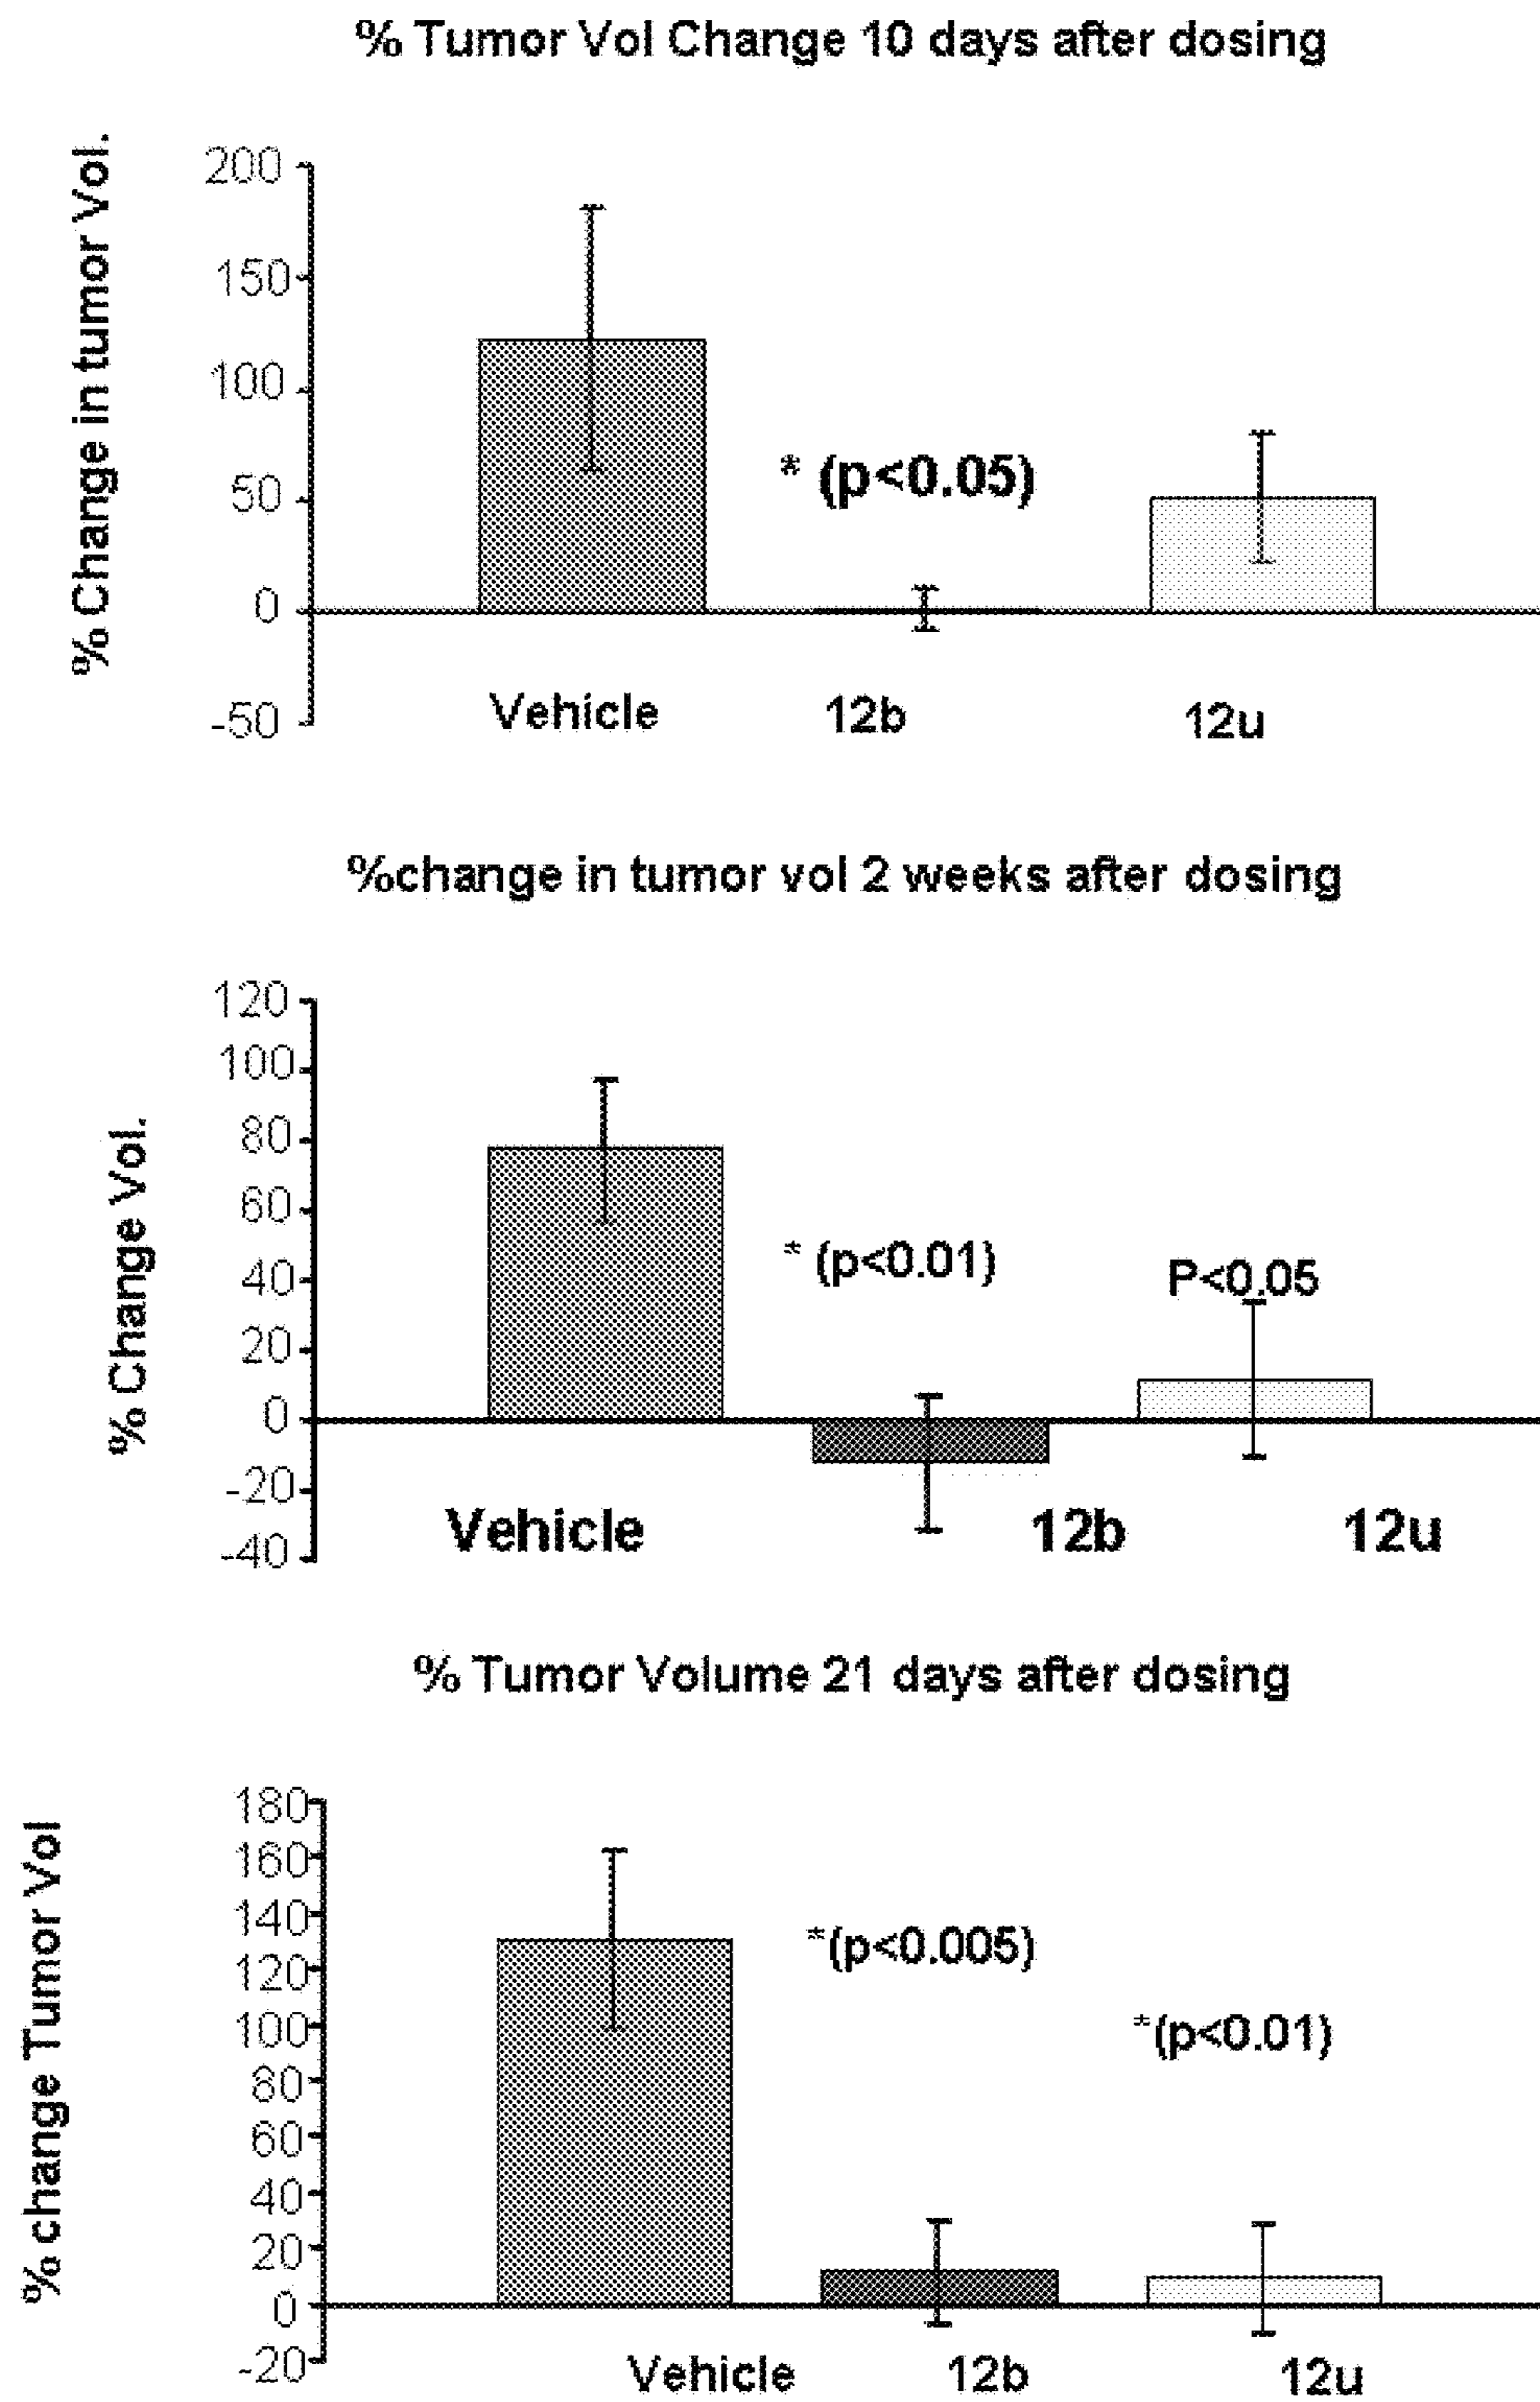 % Tumor Vol Change 10 days after dosing
% Change in tumor Vol.
200
150
100
50
0
-50
* (p<0.05)
Vehicle 12b 12u
%change in tumor vol 2 weeks after dosing
% Change Vol.
120
100
80
60
40
20
0
-20
-40
* (p<0.01) P<0.05
Vehicle 12b 12u
% Tumor Volume 21 days after dosing
% change Tumor Vol
180
160
140
120
100
80
60
40
20
0
-20
*(p<0.005)
*(p<0.01)
Vehicle 12b 12u